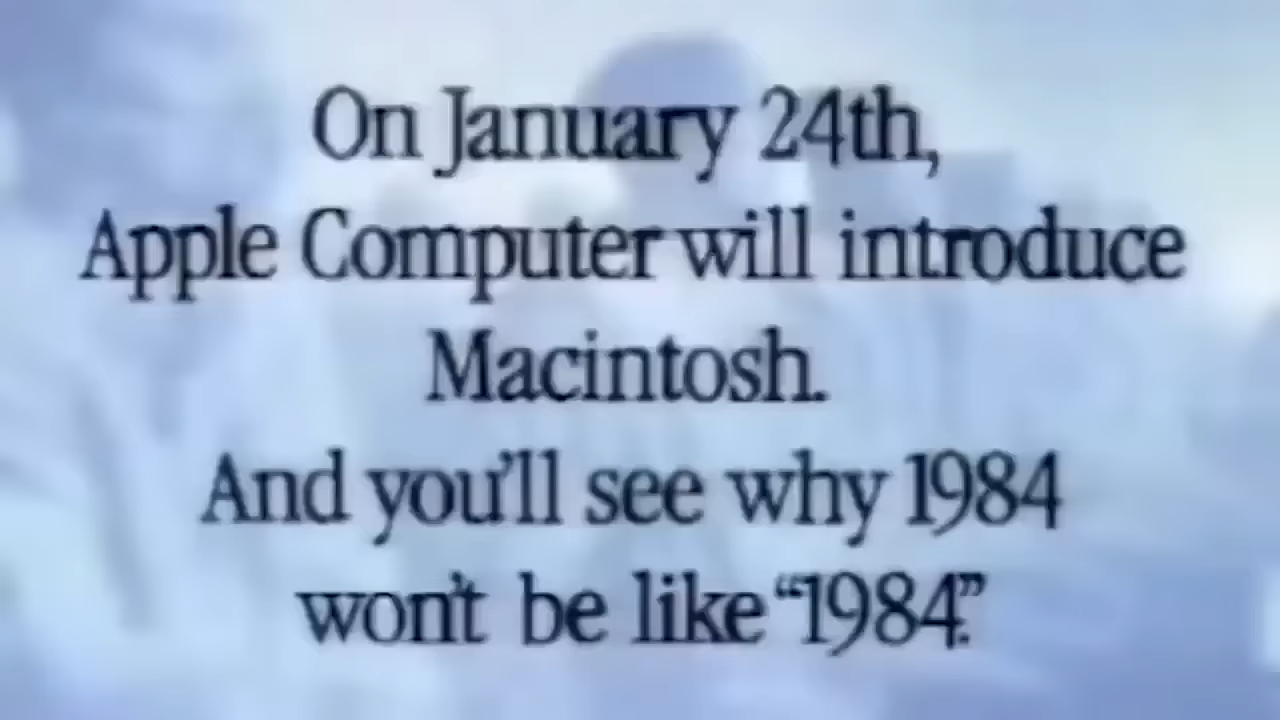 On January 24th,
Apple Computer will introduce
Macintosh.
And you'll see why 1984
won't be like “1984.”